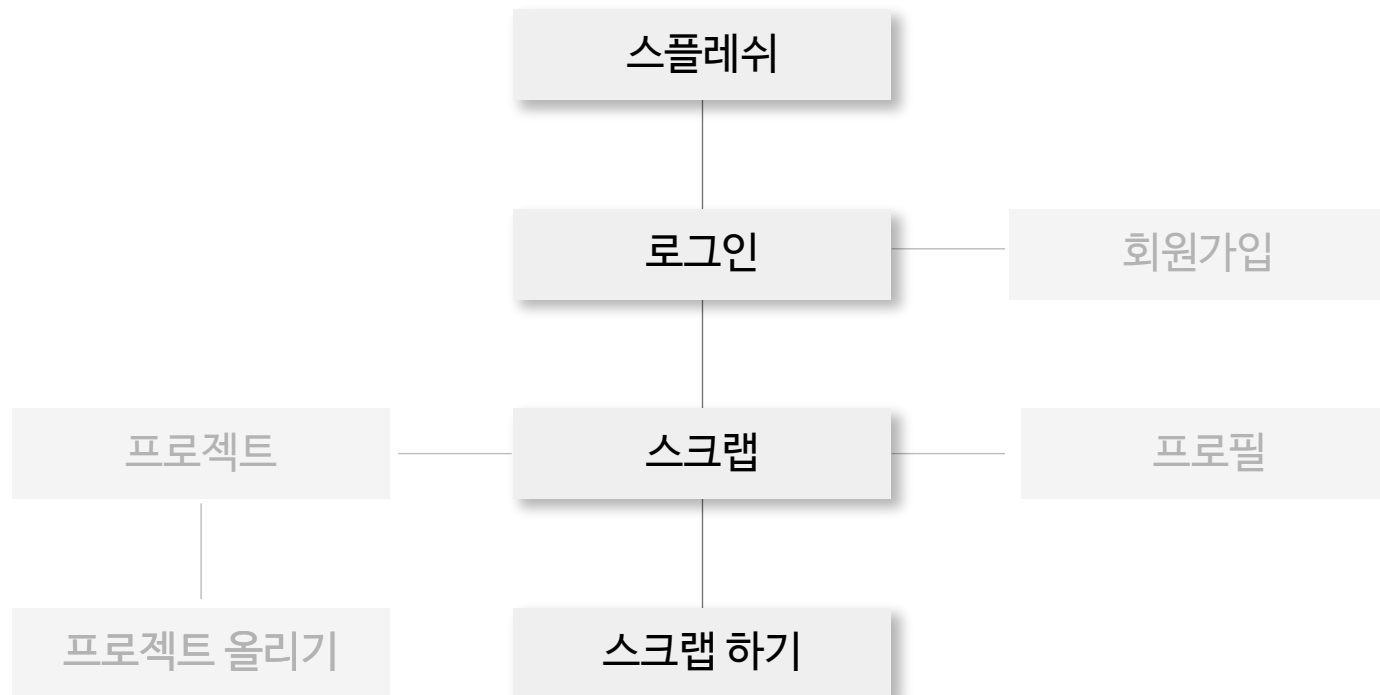 스플레쉬
로그인
회원가입
프로젝트
스크랩
프로필
프로젝트 올리기
스크랩 하기